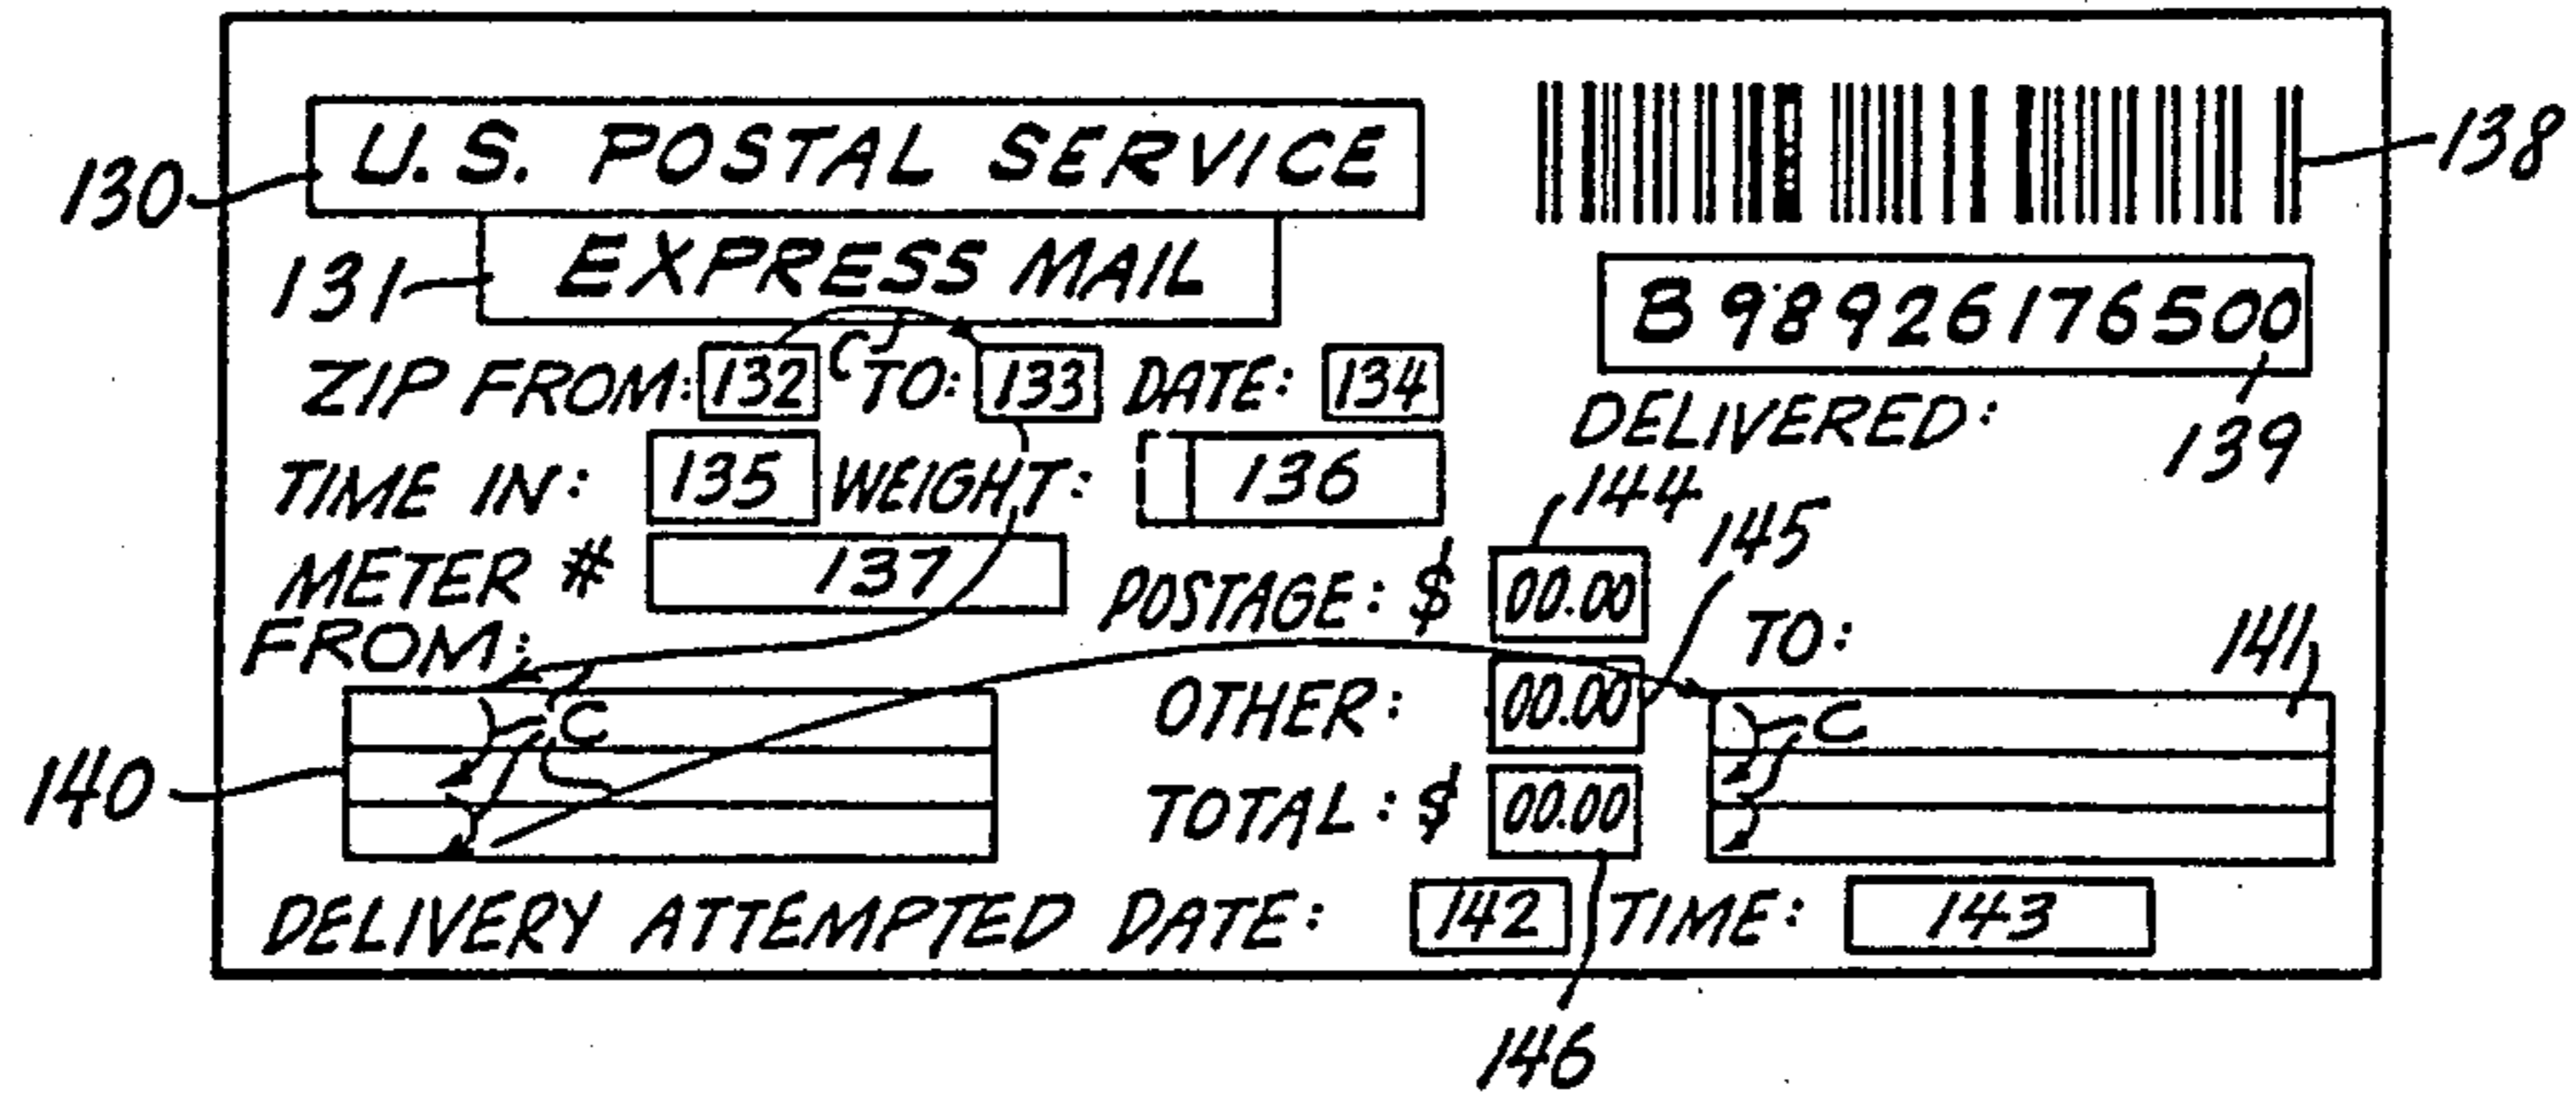 U.S. POSTAL SERVICE
130
138
EXPRESS MAIL
131
B98926176500
139
ZIP FROM: 132 C TO: 133 DATE: 134
DELIVERED:
TIME IN: 135 WEIGHT: 136
144
145
METER # 137
POSTAGE: $ 00.00
FROM:
TO:
141
C
OTHER: 00.00
C
140
TOTAL: $ 00.00
DELIVERY ATTEMPTED DATE: 142 TIME: 143
146